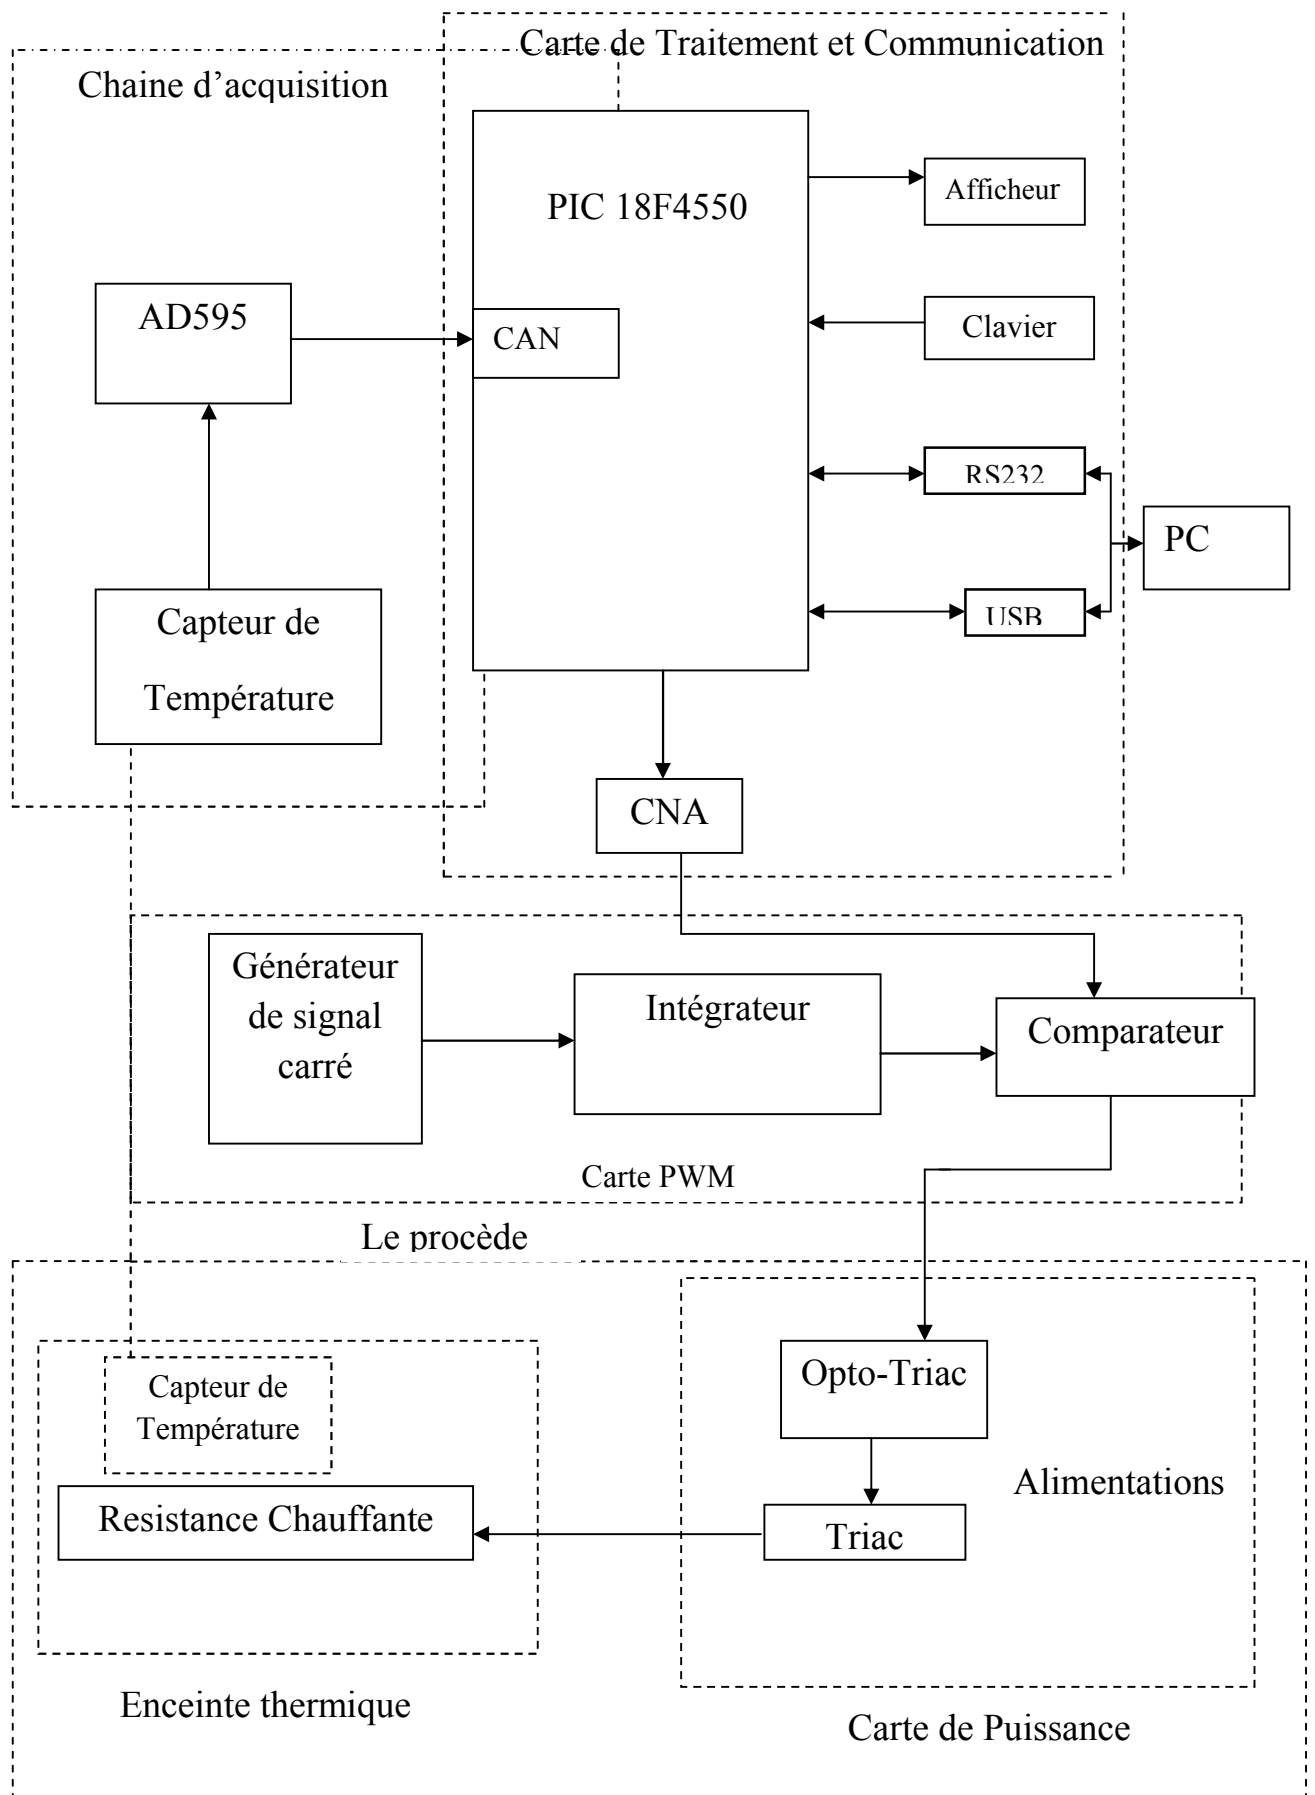 Carte de Traitement et Communication
Chaine d’acquisition
PIC 18F4550
Afficheur
AD595
CAN
Clavier
RS232
PC
USB
Capteur de
Température
CNA
Générateur
de signal
carré
Intégrateur
Comparateur
Carte PWM
Le procède
Capteur de
Température
Opto-Triac
Alimentations
Resistance Chauffante
Triac
Enceinte thermique
Carte de Puissance